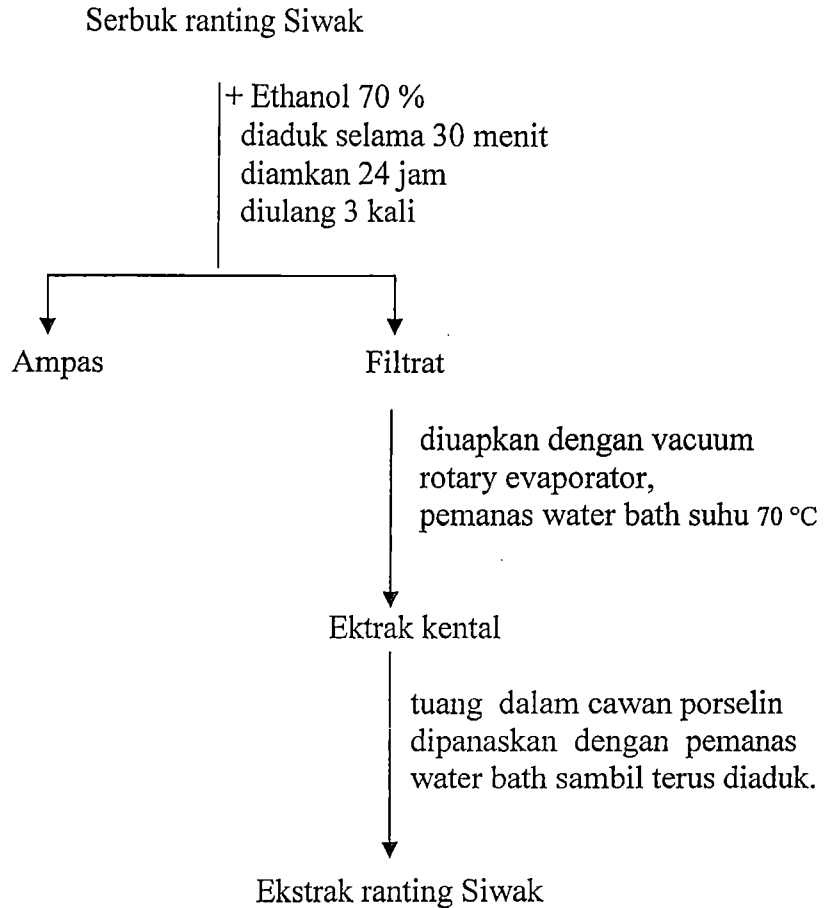 Serbuk ranting Siwak
+ Ethanol 70 %
diaduk selama 30 menit
diamkan 24 jam
diulang 3 kali
Ampas
Filtrat
diuapkan dengan vacuum
rotary evaporator,
pemanas water bath suhu 70 °C
Ektrak kental
tuang dalam cawan porselin
dipanaskan dengan pemanas
water bath sambil terus diaduk.
Ekstrak ranting Siwak